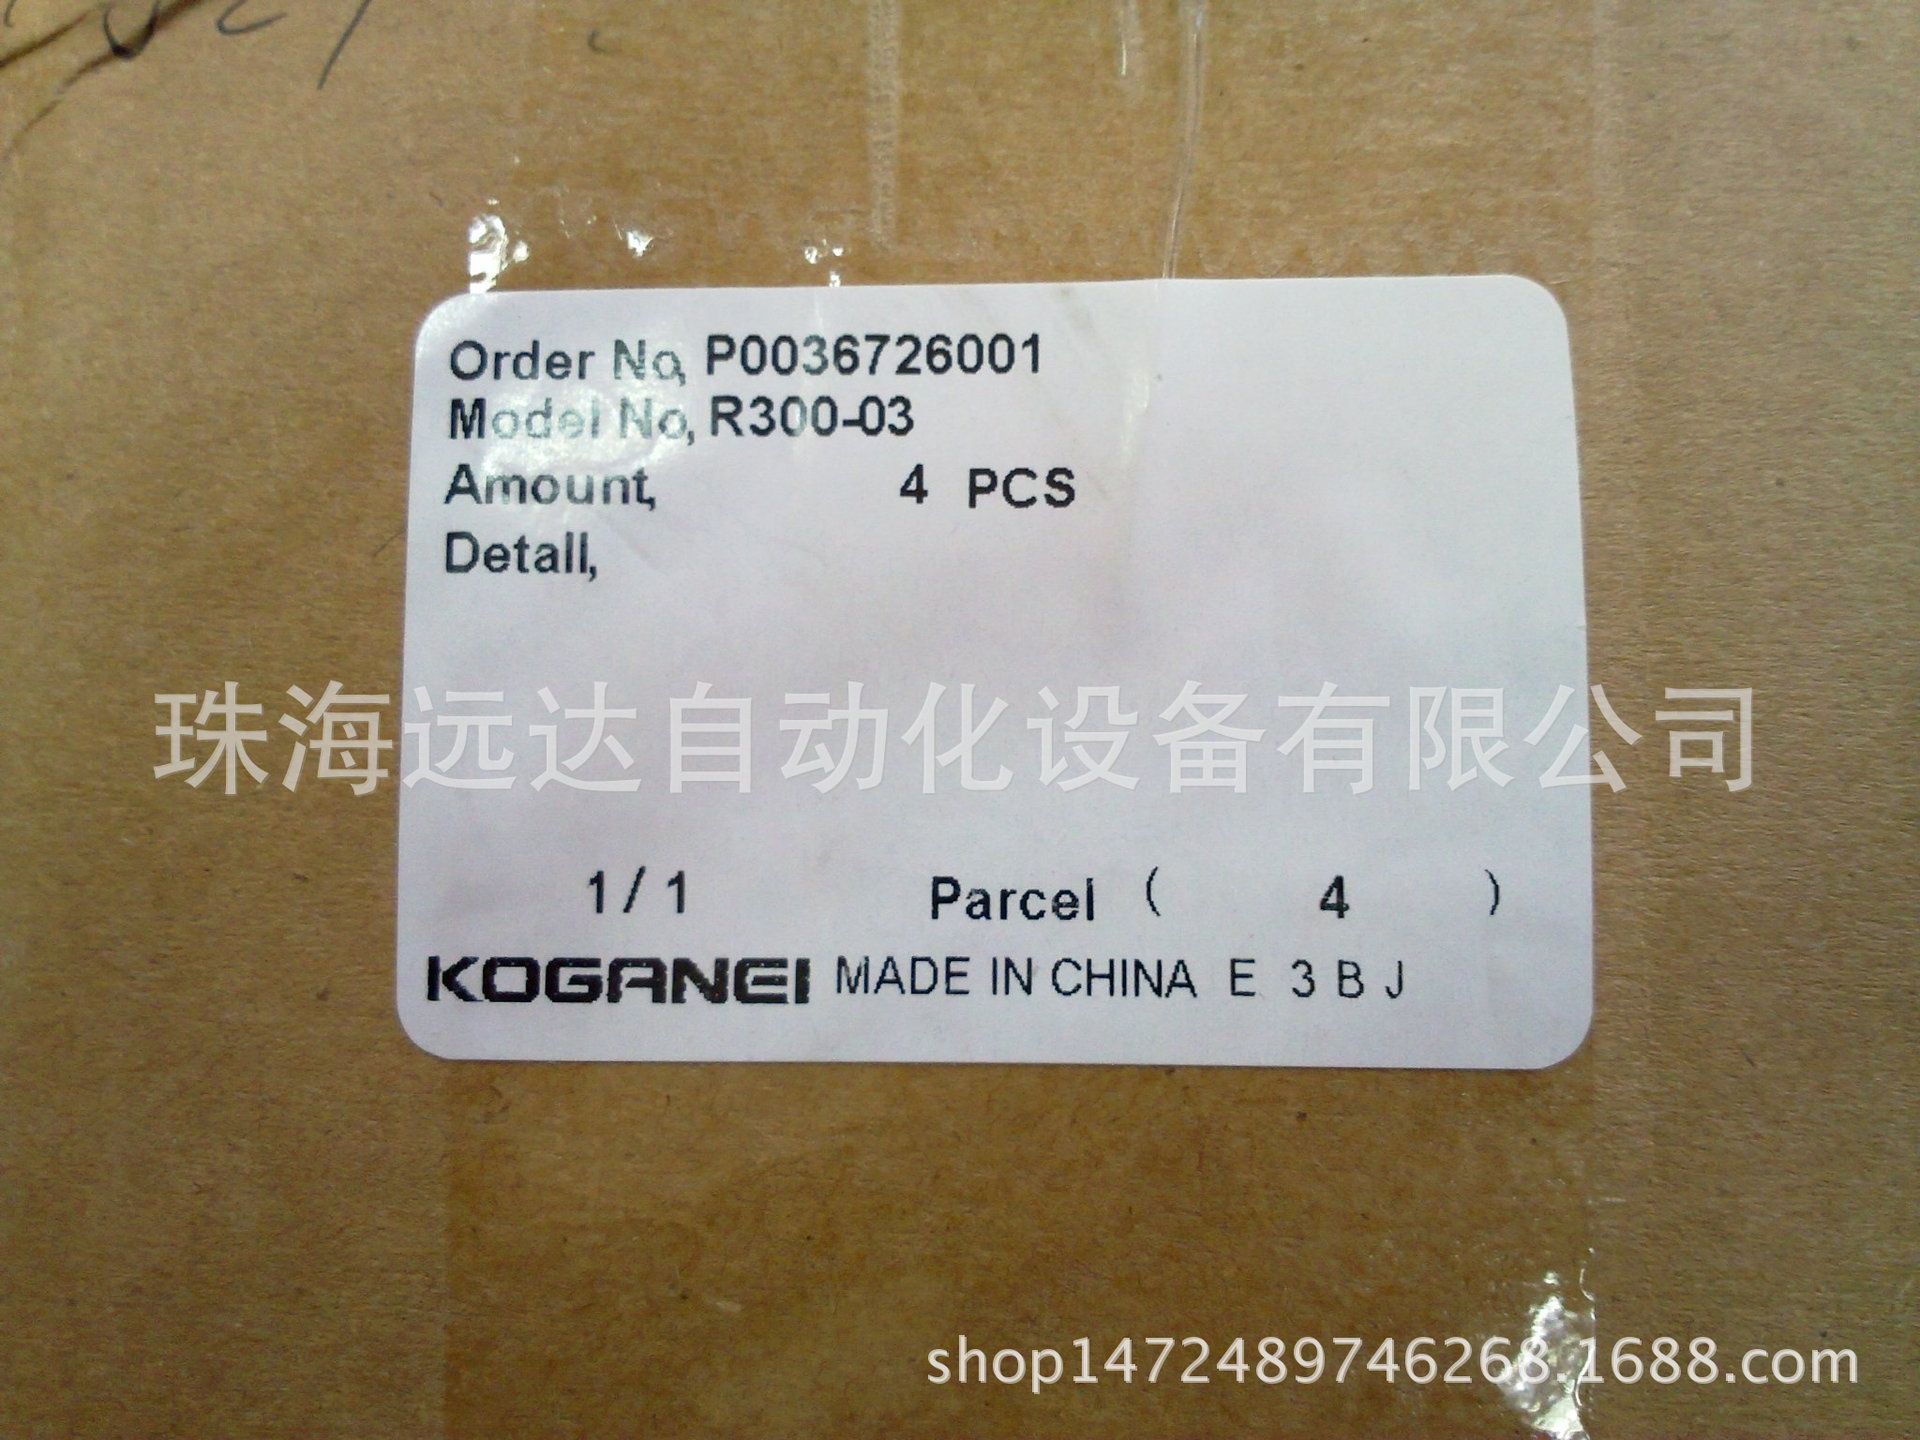 Order No, P0036726001
Model No, R300-03
Amount, 4 PCS
Detall,
珠海远达自动化设备有限公司
1/1 Parcel ( 4 )
KOGANEI MADE IN CHINA E 3 B J
shop1472489746268.1688.com